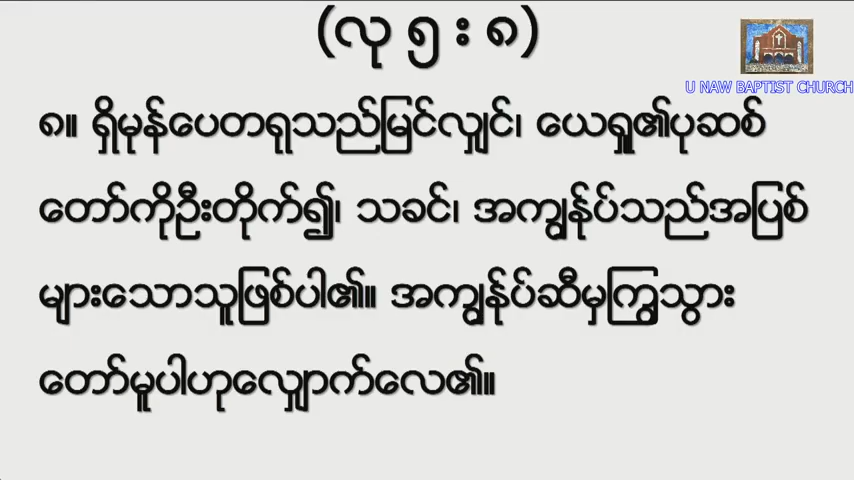 (လု ၅ : ၈)
U NAW BAPTIST CHURCH
၈။ ရှိမုန်ပေတရုသည်မြင်လျှင်၊ ယေရှု၏ပုဆစ်
တော်ကိုဦးတိုက်၍၊ သခင်၊ အကျွန်ုပ်သည်အပြစ်
များသောသူဖြစ်ပါ၏။ အကျွန်ုပ်ဆီမှကြွသွား
တော်မူပါဟုလျှောက်လေ၏။